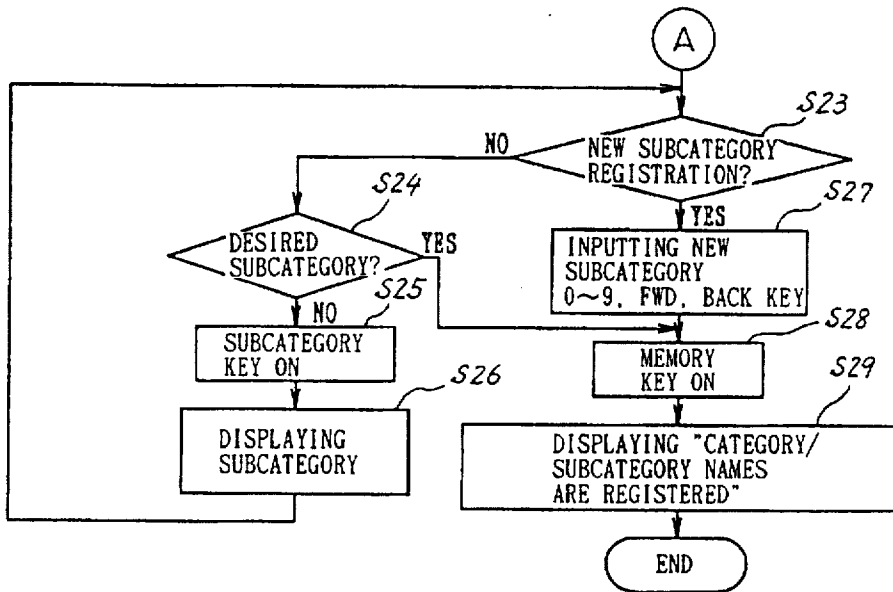 A
S23
NEW SUBCATEGORY
REGISTRATION?
NO
YES
S24
DESIRED
SUBCATEGORY?
YES
NO
S27
INPUTTING NEW
SUBCATEGORY
0~9, FWD, BACK KEY
S25
SUBCATEGORY
KEY ON
S28
MEMORY
KEY ON
S26
DISPLAYING
SUBCATEGORY
S29
DISPLAYING "CATEGORY/
SUBCATEGORY NAMES
ARE REGISTERED"
END